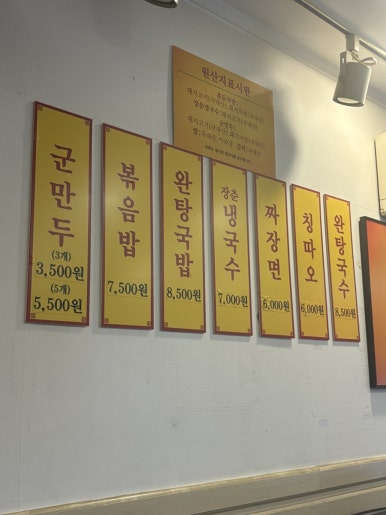 원산지표시판
군만두
(3개)
3,500원
(5개)
5,500원
볶음밥
7,500원
완탕국밥
8,500원
장춘
냉국수
7,000원
짜장면
6,000원
칭따오
6,000원
완탕국수
8,500원